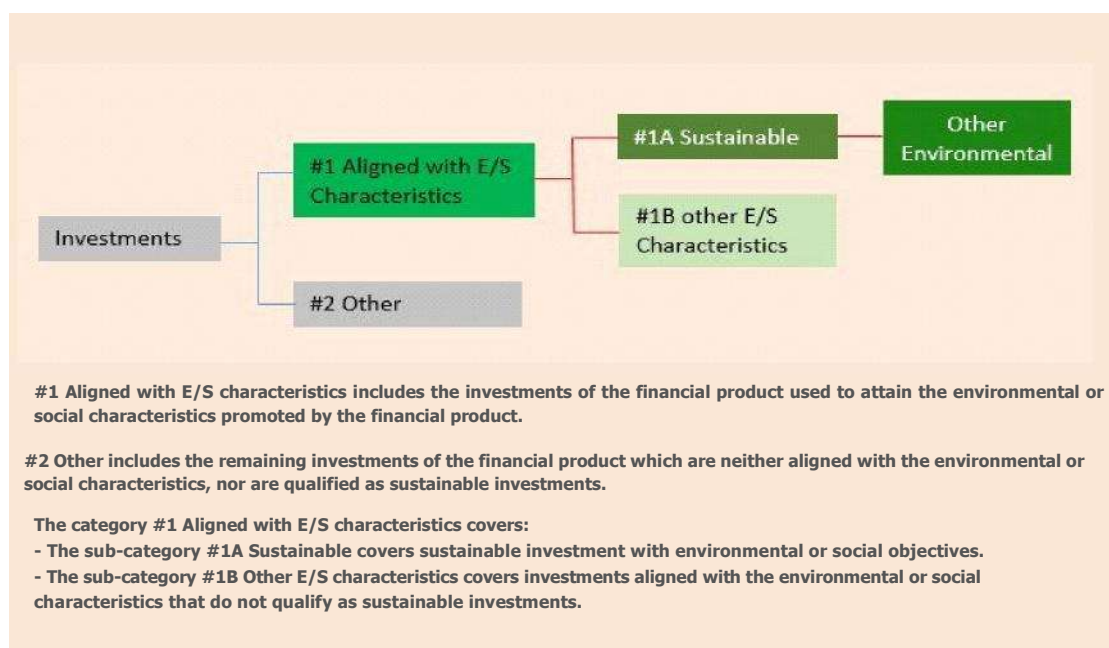 Investments
#1 Aligned with E/S
Characteristics
#2 Other
#1A Sustainable
#1B other E/S
Characteristics
Other
Environmental
#1 Aligned with E/S characteristics includes the investments of the financial product used to attain the environmental or
social characteristics promoted by the financial product.
#2 Other includes the remaining investments of the financial product which are neither aligned with the environmental or
social characteristics, nor are qualified as sustainable investments.
The category #1 Aligned with E/S characteristics covers:
- The sub-category #1A Sustainable covers sustainable investment with environmental or social objectives.
- The sub-category #1B Other E/S characteristics covers investments aligned with the environmental or social
characteristics that do not qualify as sustainable investments.